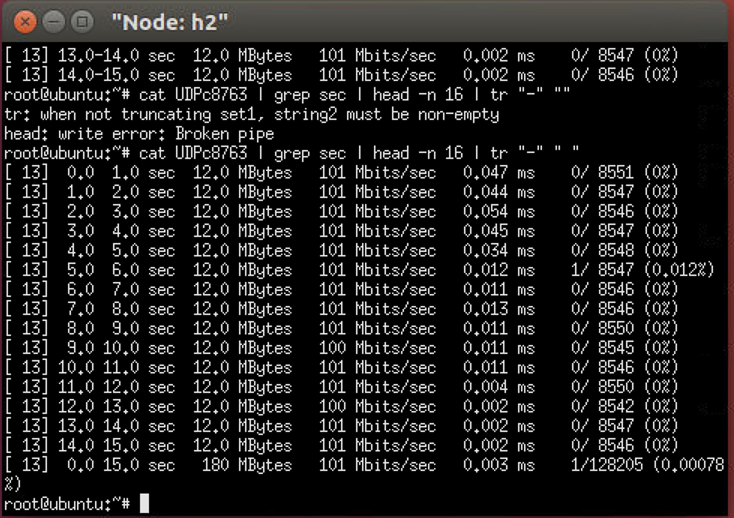 "Node: h2"
[ 13] 13.0-14.0 sec  12.0 MBytes   101 Mbits/sec   0.002 ms    0/ 8547 (0%)
[ 13] 14.0-15.0 sec  12.0 MBytes   101 Mbits/sec   0.002 ms    0/ 8546 (0%)
root@ubuntu:~# cat UDPc8763 | grep sec | head -n 16 | tr "-" ""
tr: when not truncating set1, string2 must be non-empty
head: write error: Broken pipe
root@ubuntu:~# cat UDPc8763 | grep sec | head -n 16 | tr "-" " "
[ 13]  0.0  1.0 sec  12.0 MBytes   101 Mbits/sec   0.047 ms    0/ 8551 (0%)
[ 13]  1.0  2.0 sec  12.0 MBytes   101 Mbits/sec   0.044 ms    0/ 8547 (0%)
[ 13]  2.0  3.0 sec  12.0 MBytes   101 Mbits/sec   0.054 ms    0/ 8546 (0%)
[ 13]  3.0  4.0 sec  12.0 MBytes   101 Mbits/sec   0.045 ms    0/ 8547 (0%)
[ 13]  4.0  5.0 sec  12.0 MBytes   101 Mbits/sec   0.034 ms    0/ 8548 (0%)
[ 13]  5.0  6.0 sec  12.0 MBytes   101 Mbits/sec   0.012 ms    1/ 8547 (0.012%)
[ 13]  6.0  7.0 sec  12.0 MBytes   101 Mbits/sec   0.011 ms    0/ 8546 (0%)
[ 13]  7.0  8.0 sec  12.0 MBytes   101 Mbits/sec   0.013 ms    0/ 8546 (0%)
[ 13]  8.0  9.0 sec  12.0 MBytes   101 Mbits/sec   0.011 ms    0/ 8550 (0%)
[ 13]  9.0 10.0 sec  12.0 MBytes   100 Mbits/sec   0.011 ms    0/ 8545 (0%)
[ 13] 10.0 11.0 sec  12.0 MBytes   101 Mbits/sec   0.011 ms    0/ 8546 (0%)
[ 13] 11.0 12.0 sec  12.0 MBytes   101 Mbits/sec   0.004 ms    0/ 8550 (0%)
[ 13] 12.0 13.0 sec  12.0 MBytes   100 Mbits/sec   0.002 ms    0/ 8542 (0%)
[ 13] 13.0 14.0 sec  12.0 MBytes   101 Mbits/sec   0.002 ms    0/ 8547 (0%)
[ 13] 14.0 15.0 sec  12.0 MBytes   101 Mbits/sec   0.002 ms    0/ 8546 (0%)
[ 13]  0.0 15.0 sec   180 MBytes   101 Mbits/sec   0.003 ms    1/128205 (0.00078
%)
root@ubuntu:~#